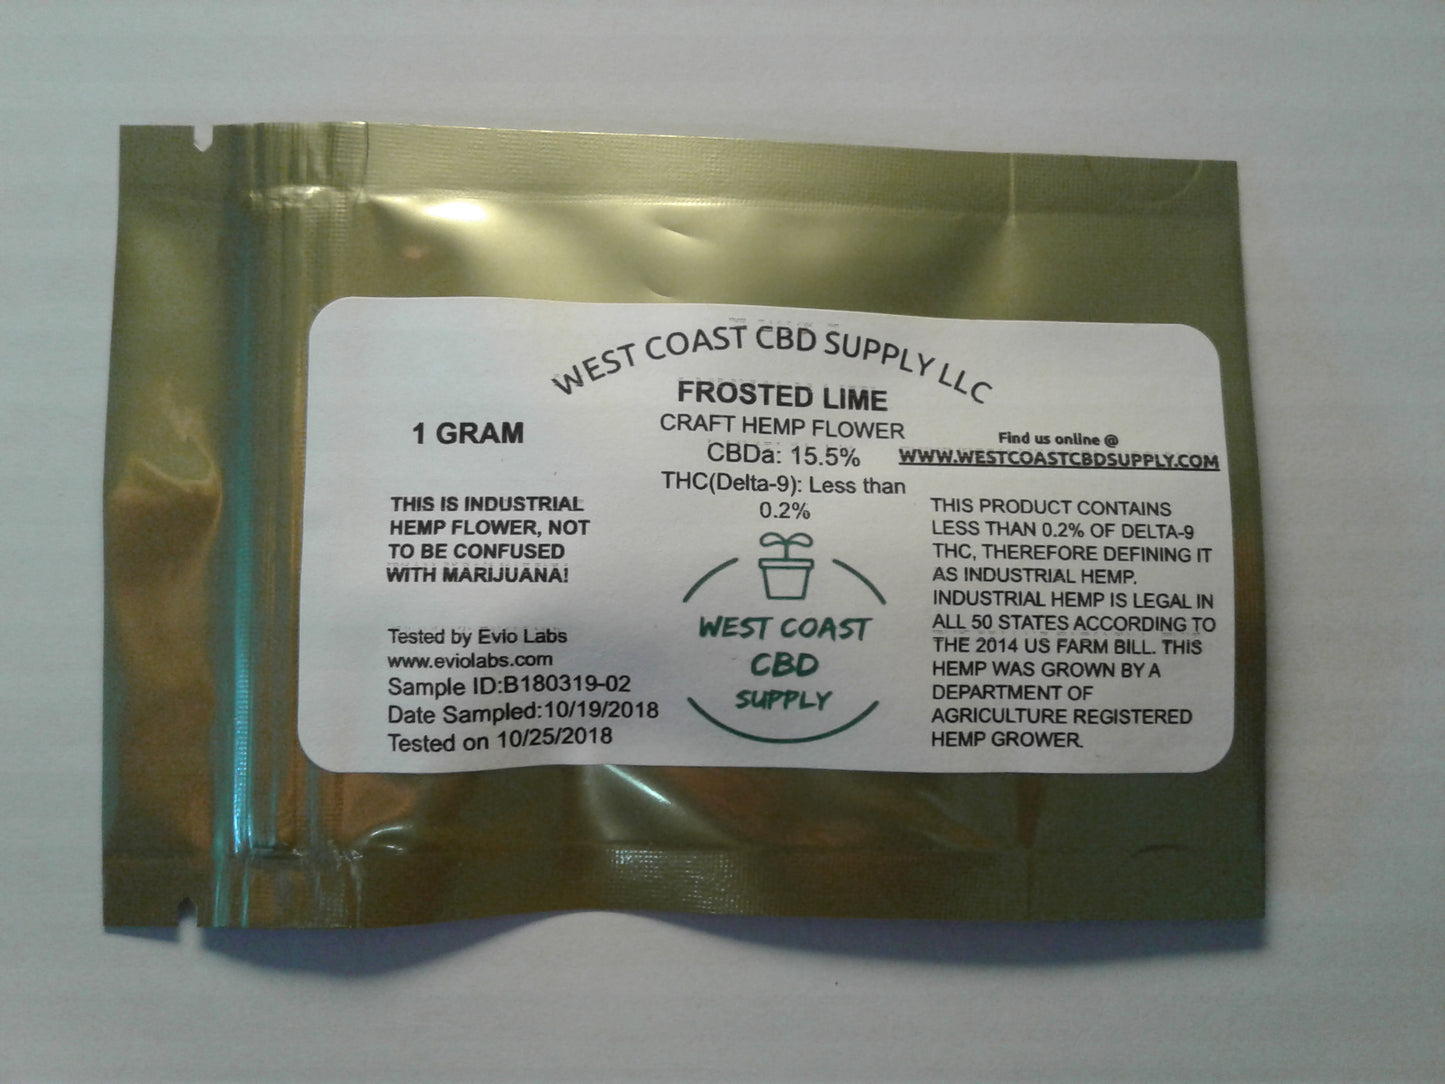 WEST COAST CBD SUPPLY LLC
FROSTED LIME
CRAFT HEMP FLOWER
CBDa: 15.5%
THC(Delta-9): Less than
0.2%
1 GRAM
THIS IS INDUSTRIAL
HEMP FLOWER, NOT
TO BE CONFUSED
WITH MARIJUANA!
Tested by Evio Labs
www.eviolabs.com
Sample ID:B180319-02
Date Sampled:10/19/2018
Tested on 10/25/2018
WEST COAST
CBD
SUPPLY
Find us online @
WWW.WESTCOASTCBDSUPPLY.COM
THIS PRODUCT CONTAINS
LESS THAN 0.2% OF DELTA-9
THC, THEREFORE DEFINING IT
AS INDUSTRIAL HEMP.
INDUSTRIAL HEMP IS LEGAL IN
ALL 50 STATES ACCORDING TO
THE 2014 US FARM BILL. THIS
HEMP WAS GROWN BY A
DEPARTMENT OF
AGRICULTURE REGISTERED
HEMP GROWER.